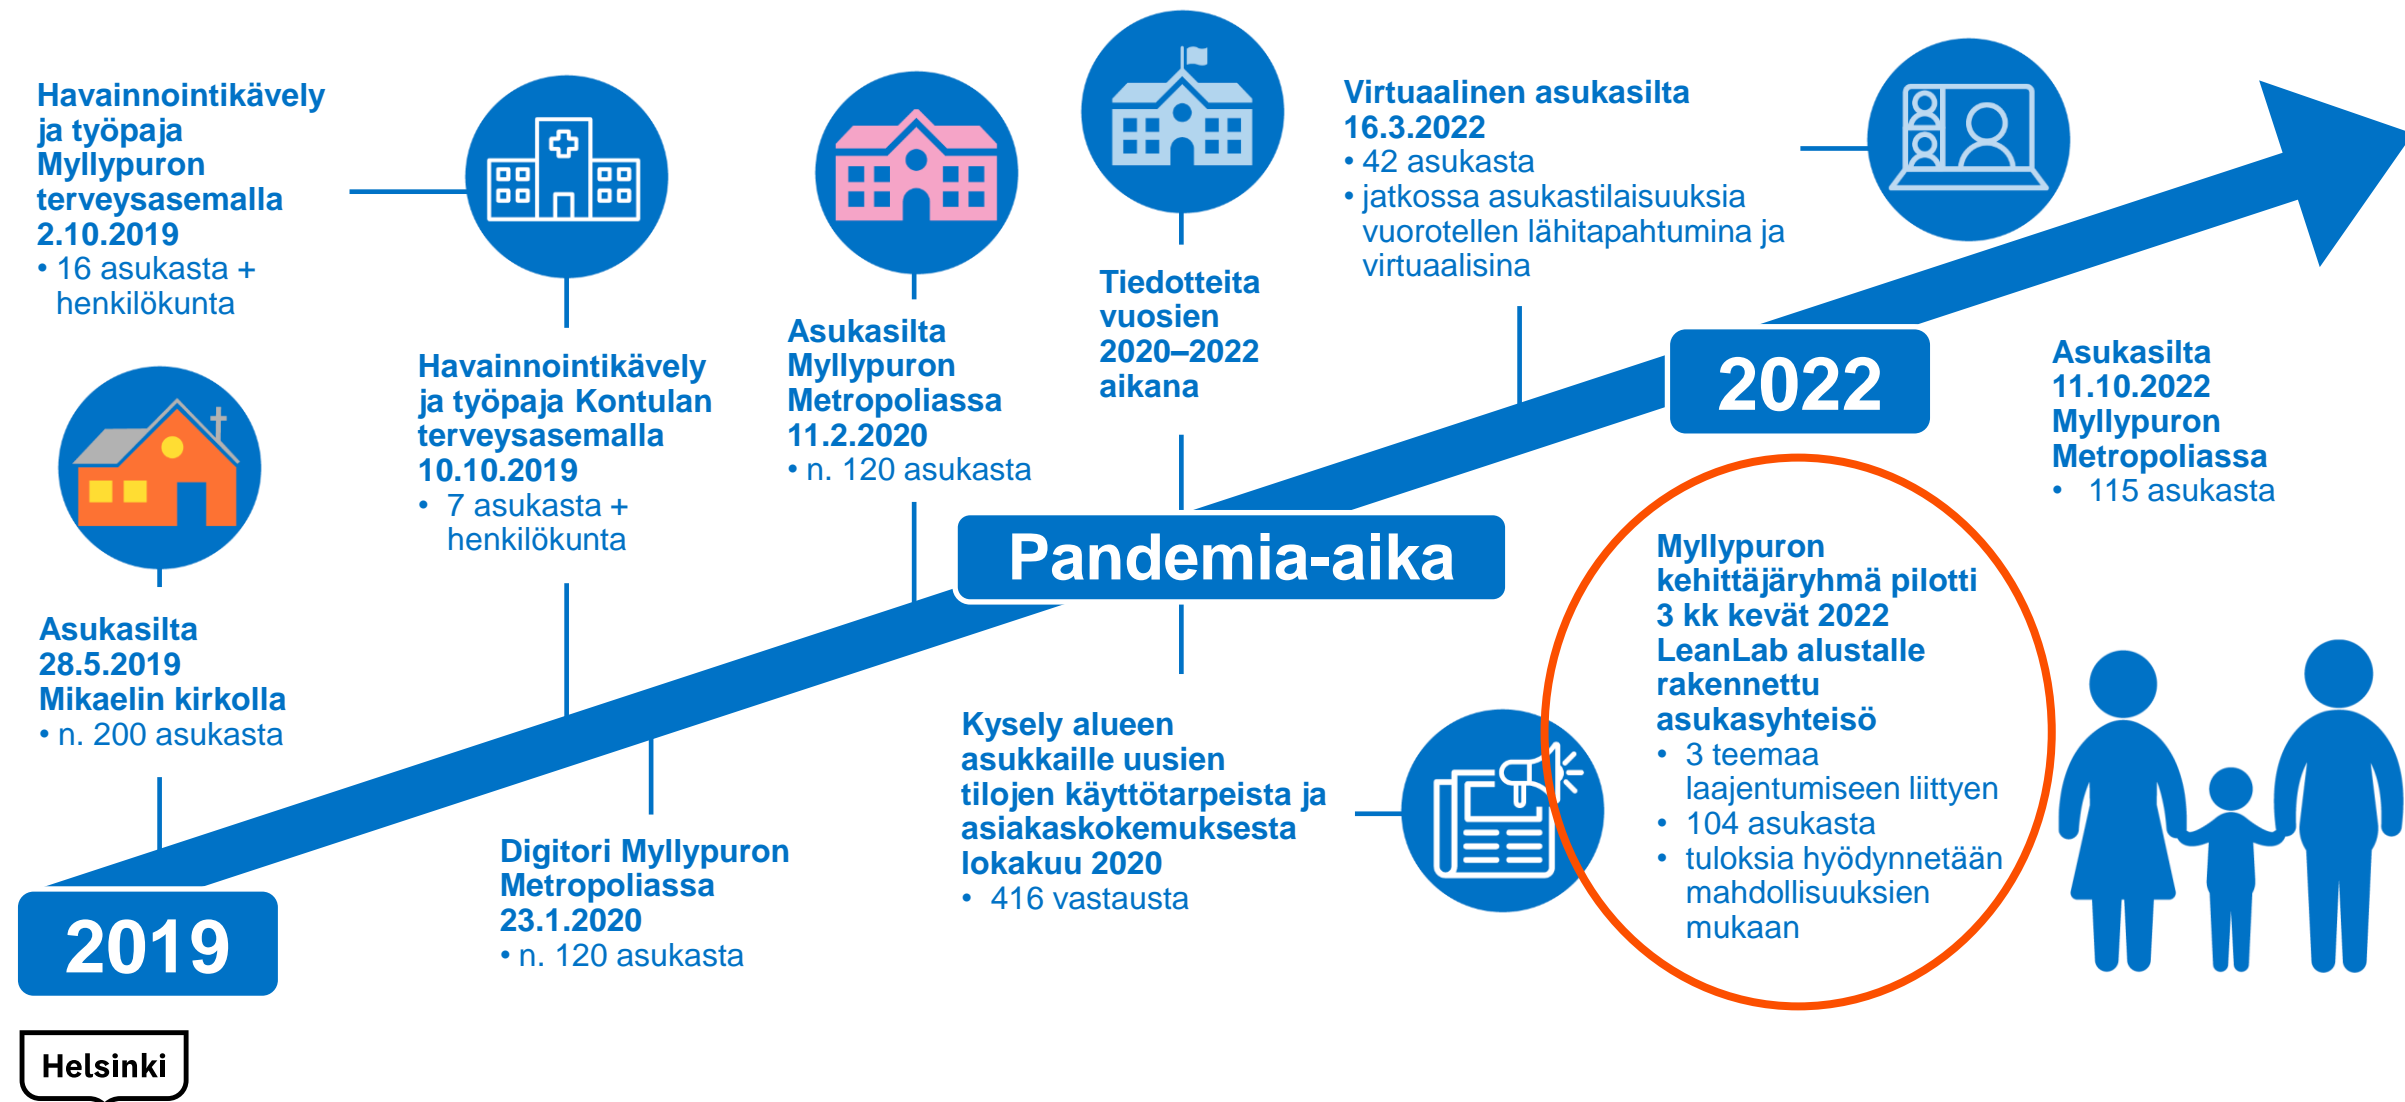 Havainnointikävely
ja työpaja
Myllypuron
terveysasemalla
2.10.2019
• 16 asukasta +
henkilökunta
Asukasilta
28.5.2019
Mikaelin kirkolla
• n. 200 asukasta
2019
Havainnointikävely
ja työpaja Kontulan
terveysasemalla
10.10.2019
• 7 asukasta +
henkilökunta
Digitori Myllypuron
Metropoliassa
23.1.2020
• n. 120 asukasta
Asukasilta
Myllypuron
Metropoliassa
11.2.2020
• n. 120 asukasta
Tiedotteita
vuosien
2020–2022
aikana
Pandemia-aika
Kysely alueen
asukkaille uusien
tilojen käyttötarpeista ja
asiakaskokemuksesta
lokakuu 2020
• 416 vastausta
Virtuaalinen asukasilta
16.3.2022
• 42 asukasta
• jatkossa asukastilaisuuksia
vuorotellen lähitapahtumina ja
virtuaalisina
2022
Myllypuron
kehittäjäryhmä pilotti
3 kk kevät 2022
LeanLab alustalle
rakennettu
asukasyhteisö
• 3 teemaa
laajentumiseen liittyen
• 104 asukasta
• tuloksia hyödynnetään
mahdollisuuksien
mukaan
Asukasilta
11.10.2022
Myllypuron
Metropoliassa
• 115 asukasta
Helsinki